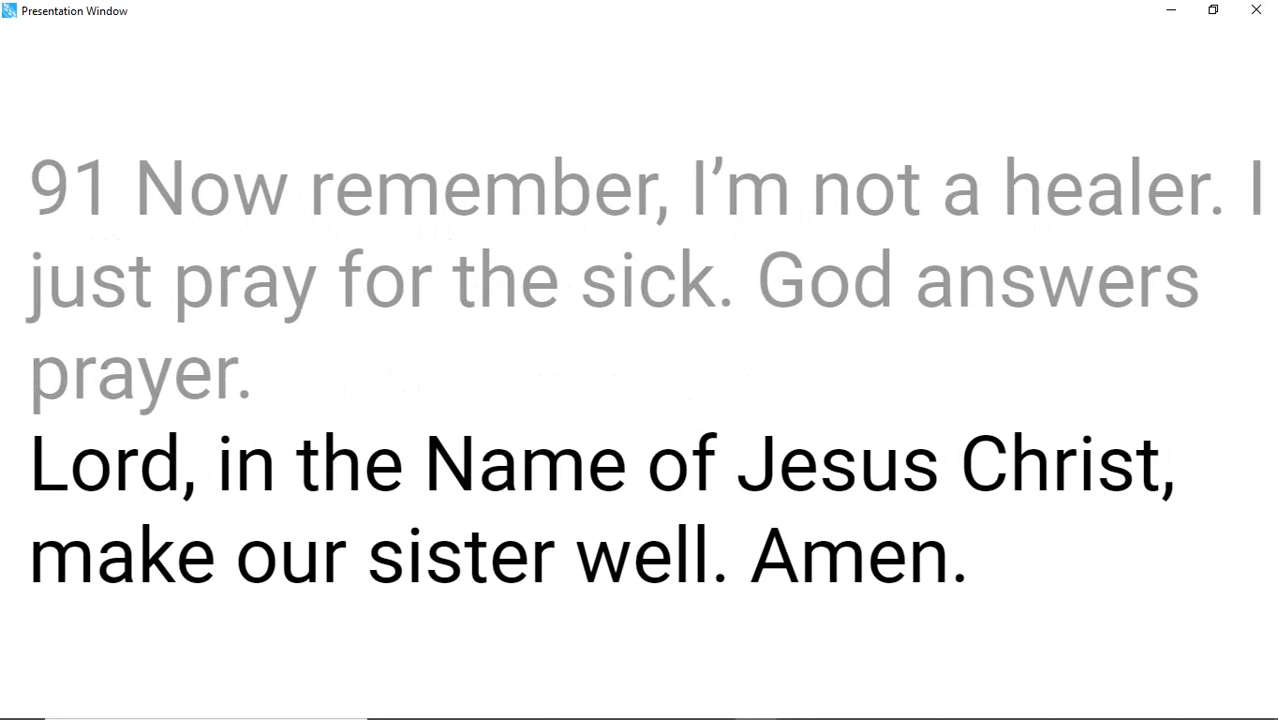 Presentation Window
91 Now remember, I’m not a healer. I
just pray for the sick. God answers
prayer.
Lord, in the Name of Jesus Christ,
make our sister well. Amen.